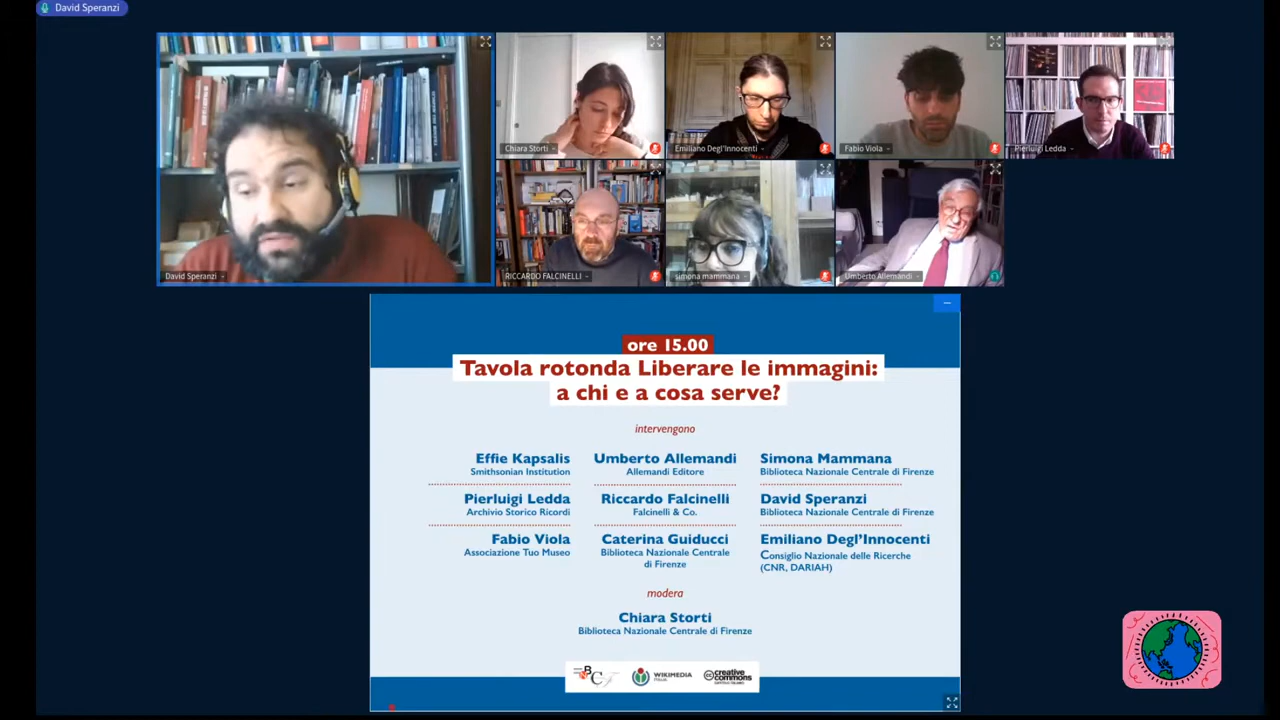 David Speranzi
David Speranzi
Chiara Storti
Emiliano Degl'Innocenti
Fabio Viola
Pierluigi Ledda
RICCARDO FALCINELLI
simona mammana
Umberto Allemandi
ore 15.00
Tavola rotonda Liberare le immagini:
a chi e a cosa serve?
intervengono
Effie Kapsalis
Smithsonian Institution
Umberto Allemandi
Allemandi Editore
Simona Mammana
Biblioteca Nazionale Centrale di Firenze
Pierluigi Ledda
Archivio Storico Ricordi
Riccardo Falcinelli
Falcinelli & Co.
David Speranzi
Biblioteca Nazionale Centrale di Firenze
Fabio Viola
Associazione Tuo Museo
Caterina Guiducci
Biblioteca Nazionale Centrale
di Firenze
Emiliano Degl'Innocenti
Consiglio Nazionale delle Ricerche
(CNR, DARIAH)
modera
Chiara Storti
Biblioteca Nazionale Centrale di Firenze
WIKIMEDIA
ITALIA
cc creative
commons